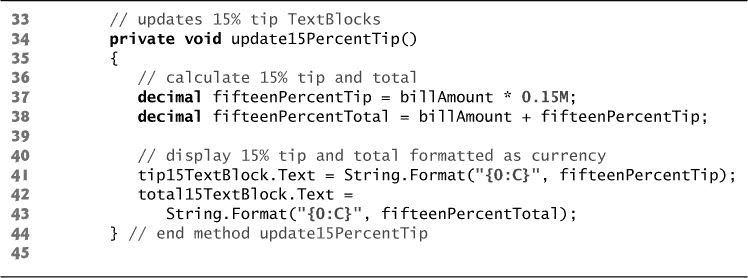 33 // updates 15% tip TextBlocks
34 private void update15PercentTip()
35 {
36 // calculate 15% tip and total
37 decimal fifteenPercentTip = billAmount * 0.15M;
38 decimal fifteenPercentTotal = billAmount + fifteenPercentTip;
39
40 // display 15% tip and total formatted as currency
41 tip15TextBlock.Text = String.Format("{0:C}", fifteenPercentTip);
42 total15TextBlock.Text =
43 String.Format("{0:C}", fifteenPercentTotal);
44 } // end method update15PercentTip
45